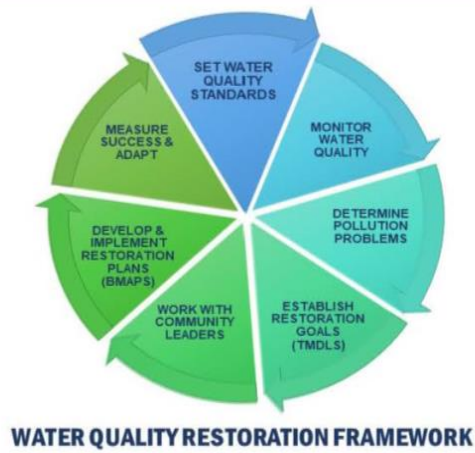 SET WATER
QUALITY
STANDARDS
MONITOR
WATER
QUALITY
DETERMINE
POLLUTION
PROBLEMS
ESTABLISH
RESTORATION
GOALS
(TMDLS)
WORK WITH
COMMUNITY
LEADERS
DEVELOP &
IMPLEMENT
RESTORATION
PLANS
(BMAPS)
MEASURE
SUCCESS &
ADAPT
WATER QUALITY RESTORATION FRAMEWORK